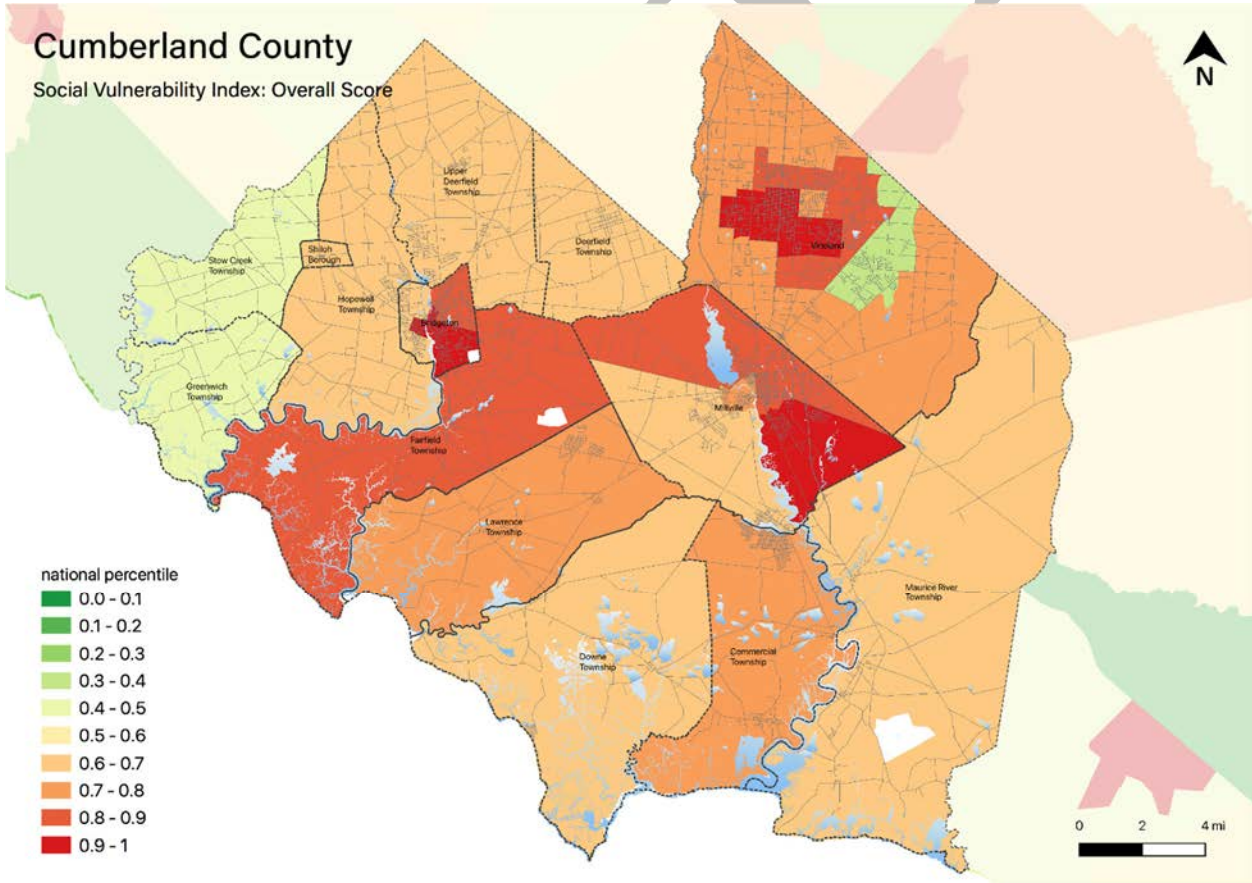 Cumberland County
Social Vulnerability Index: Overall Score
N
Upper
Deerfield
Township
Deerfield
Township
Vineland
Shiloh
Borough
Stow Creek
Township
Hopewell
Township
Bridgeton
Greenwich
Township
Millville
Fairfield
Township
Lawrence
Township
Maurice River
Township
Downe
Township
Commercial
Township
national percentile
0.0 - 0.1
0.1 - 0.2
0.2 - 0.3
0.3 - 0.4
0.4 - 0.5
0.5 - 0.6
0.6 - 0.7
0.7 - 0.8
0.8 - 0.9
0.9 - 1
0 2 4 mi